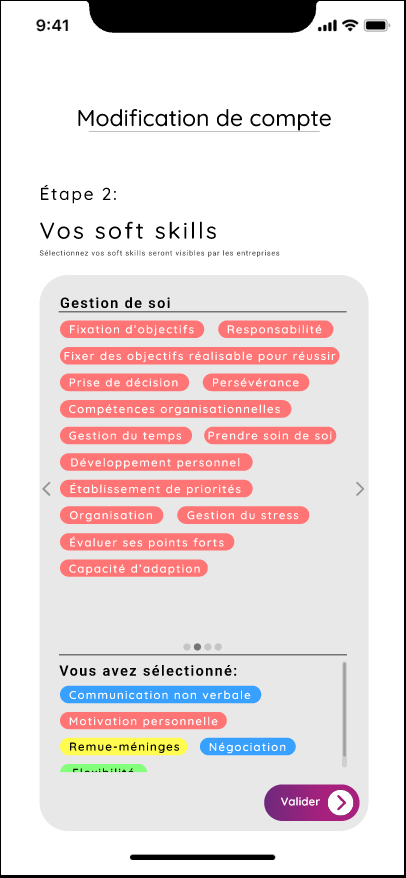 9:41
Modification de compte
Étape 2:
Vos soft skills
Sélectionnez vos soft skills seront visibles par les entreprises
Gestion de soi
Fixation d'objectifs Responsabilité
Fixer des objectifs réalisable pour réussir
Prise de décision Persévérance
Compétences organisationnelles
Gestion du temps Prendre soin de soi
Développement personnel
Établissement de priorités
Organisation Gestion du stress
Évaluer ses points forts
Capacité d'adaption
Vous avez sélectionné:
Communication non verbale
Motivation personnelle
Remue-méninges Négociation
Flexibilité
Valider